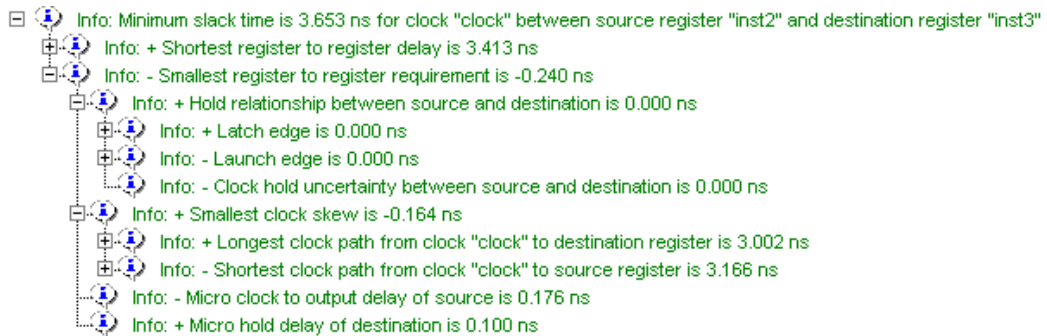 Info: Minimum slack time is 3.653 ns for clock "clock" between source register "inst2" and destination register "inst3"
Info: + Shortest register to register delay is 3.413 ns
Info: - Smallest register to register requirement is -0.240 ns
Info: + Hold relationship between source and destination is 0.000 ns
Info: + Latch edge is 0.000 ns
Info: - Launch edge is 0.000 ns
Info: - Clock hold uncertainty between source and destination is 0.000 ns
Info: + Smallest clock skew is -0.164 ns
Info: + Longest clock path from clock "clock" to destination register is 3.002 ns
Info: - Shortest clock path from clock "clock" to source register is 3.166 ns
Info: - Micro clock to output delay of source is 0.176 ns
Info: + Micro hold delay of destination is 0.100 ns